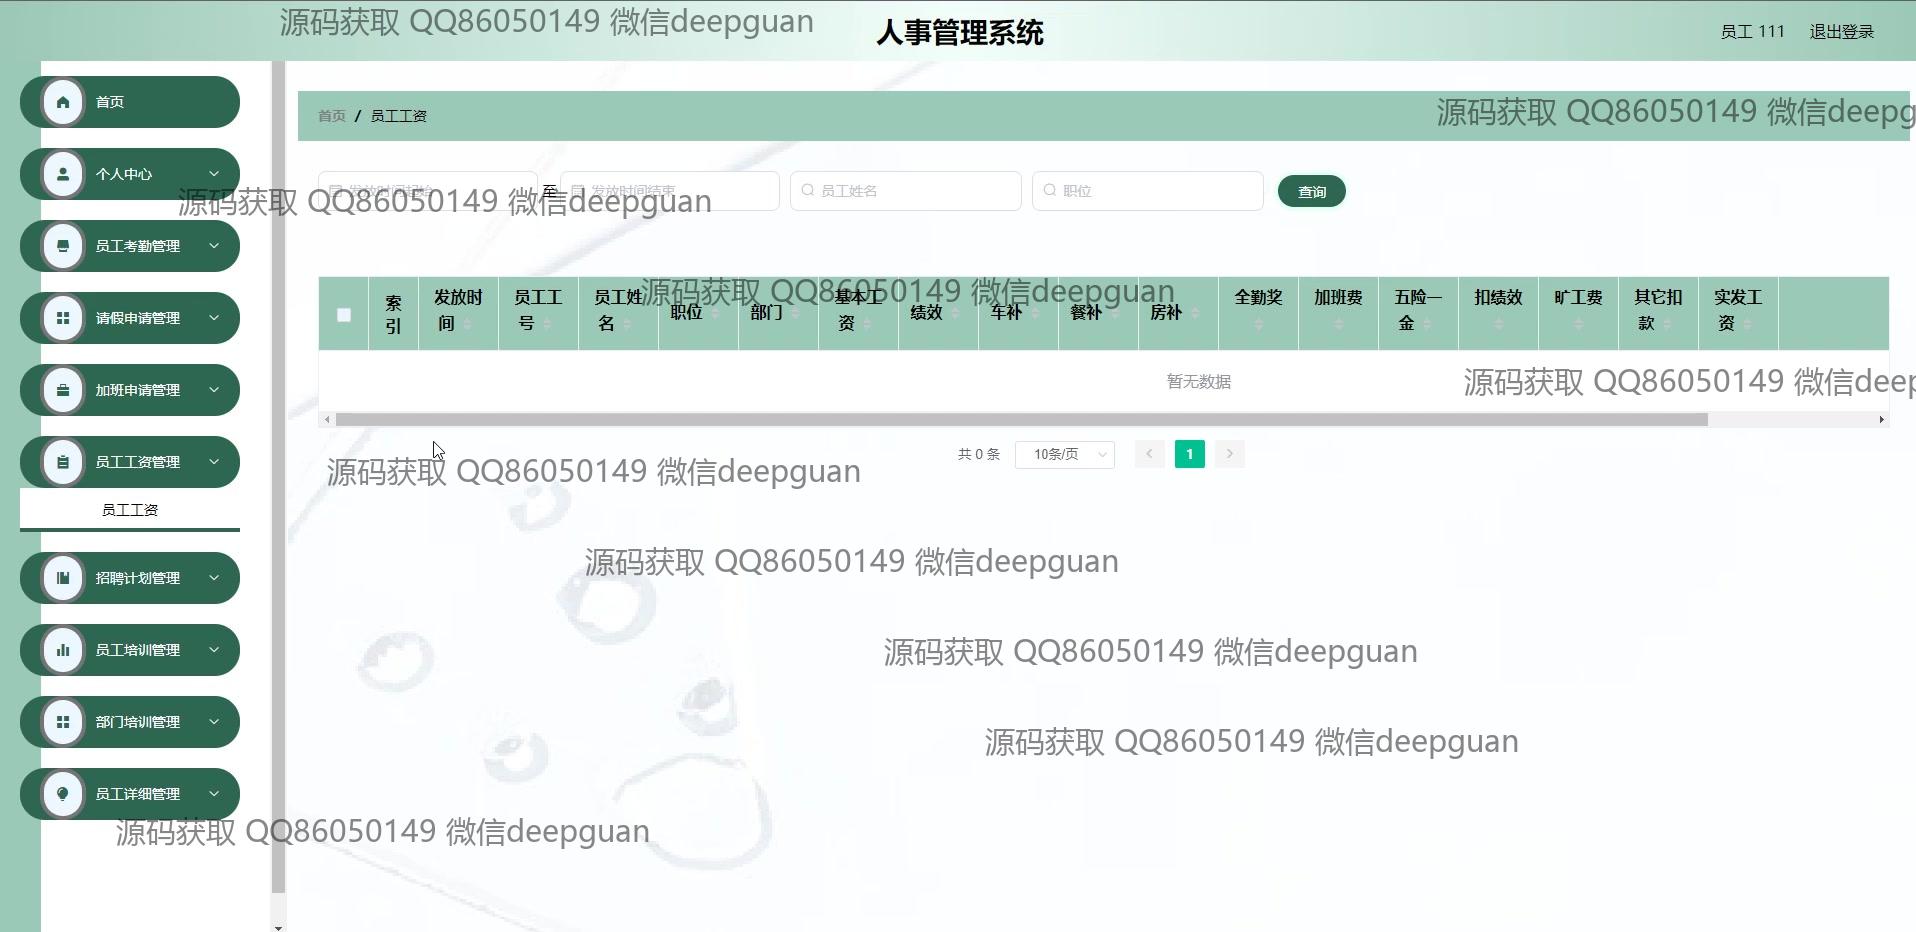 源码获取 QQ86050149 微信deepguan
人事管理系统
员工 111
退出登录
首页
个人中心
员工考勤管理
请假申请管理
加班申请管理
员工工资管理
员工工资
招聘计划管理
员工培训管理
部门培训管理
员工详细管理
首页 / 员工工资
源码获取 QQ86050149 微信deepg
发放时间起始 至 发放时间结束 员工姓名 职位 查询
源码获取 QQ86050149 微信deepguan
源码获取 QQ86050149 微信deepguan
索引 发放时间 员工工号 员工姓名 职位 部门 基本工资 绩效 车补 餐补 房补 全勤奖 加班费 五险一金 扣绩效 旷工费 其它扣款 实发工资
暂无数据
源码获取 QQ86050149 微信deep
共 0 条 10条/页 1
源码获取 QQ86050149 微信deepguan
源码获取 QQ86050149 微信deepguan
源码获取 QQ86050149 微信deepguan
源码获取 QQ86050149 微信deepguan
源码获取 QQ86050149 微信deepguan